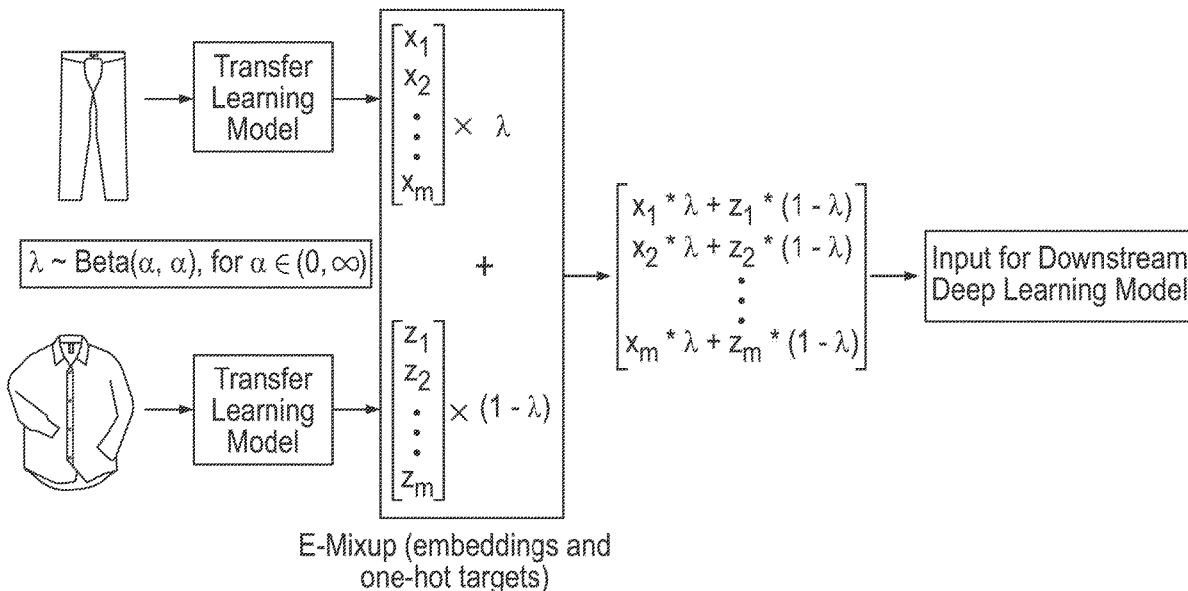 Transfer
Learning
Model
x1
x2
⋮
xm
× λ
λ ~ Beta(α, α), for α ∈ (0, ∞)
+
Transfer
Learning
Model
z1
z2
⋮
zm
× (1 - λ)
E-Mixup (embeddings and
one-hot targets)
x1 * λ + z1 * (1 - λ)
x2 * λ + z2 * (1 - λ)
⋮
xm * λ + zm * (1 - λ)
Input for Downstream
Deep Learning Model